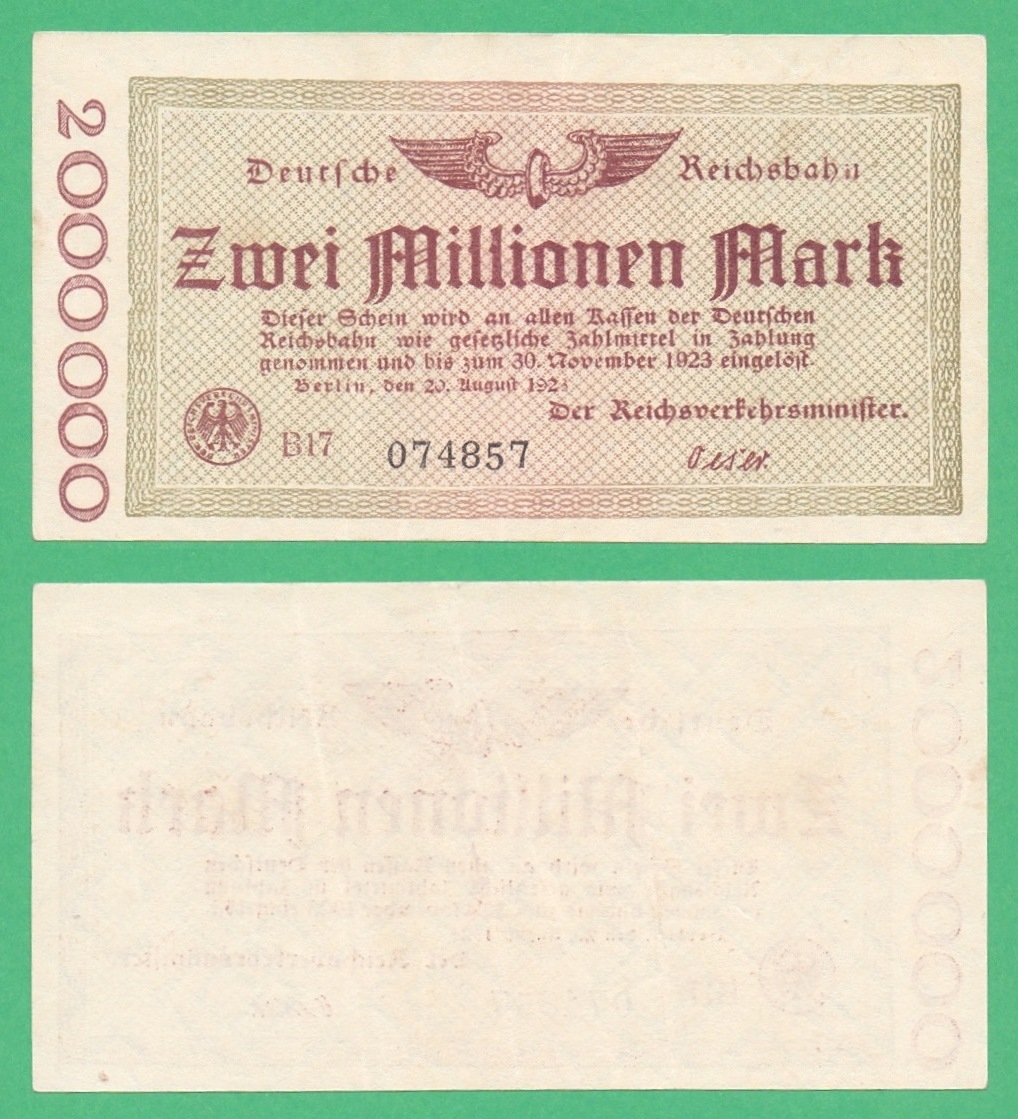 2000000
Deutsche Reichsbahn
Zwei Millionen Mark
Dieser Schein wird an allen Kassen der Deutschen
Reichsbahn wie gesetzliche Zahlmittel in Zahlung
genommen und bis zum 30. November 1923 eingelöst.
Berlin, den 20. August 1923
Der Reichsverkehrsminister.
B17 074857 Oeser.